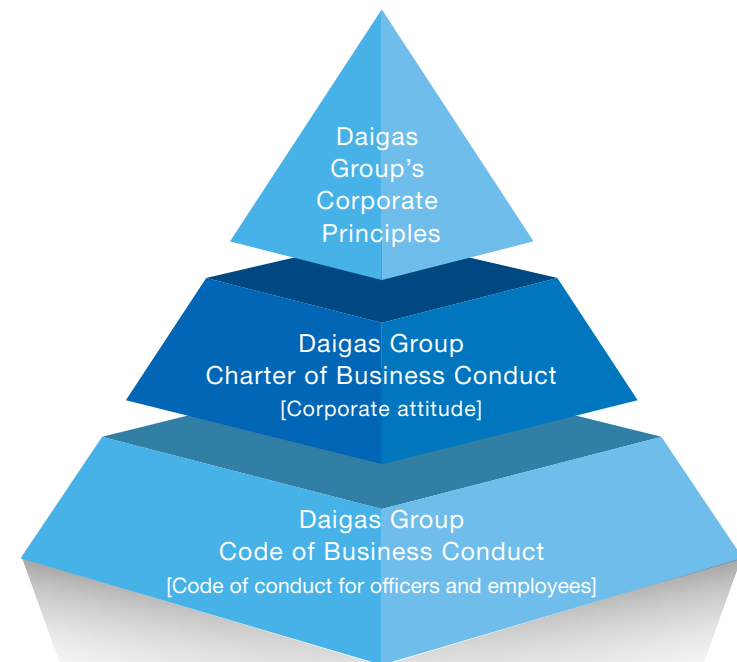 Daigas
Group’s
Corporate
Principles
Daigas Group
Charter of Business Conduct
[Corporate attitude]
Daigas Group
Code of Business Conduct
[Code of conduct for officers and employees]